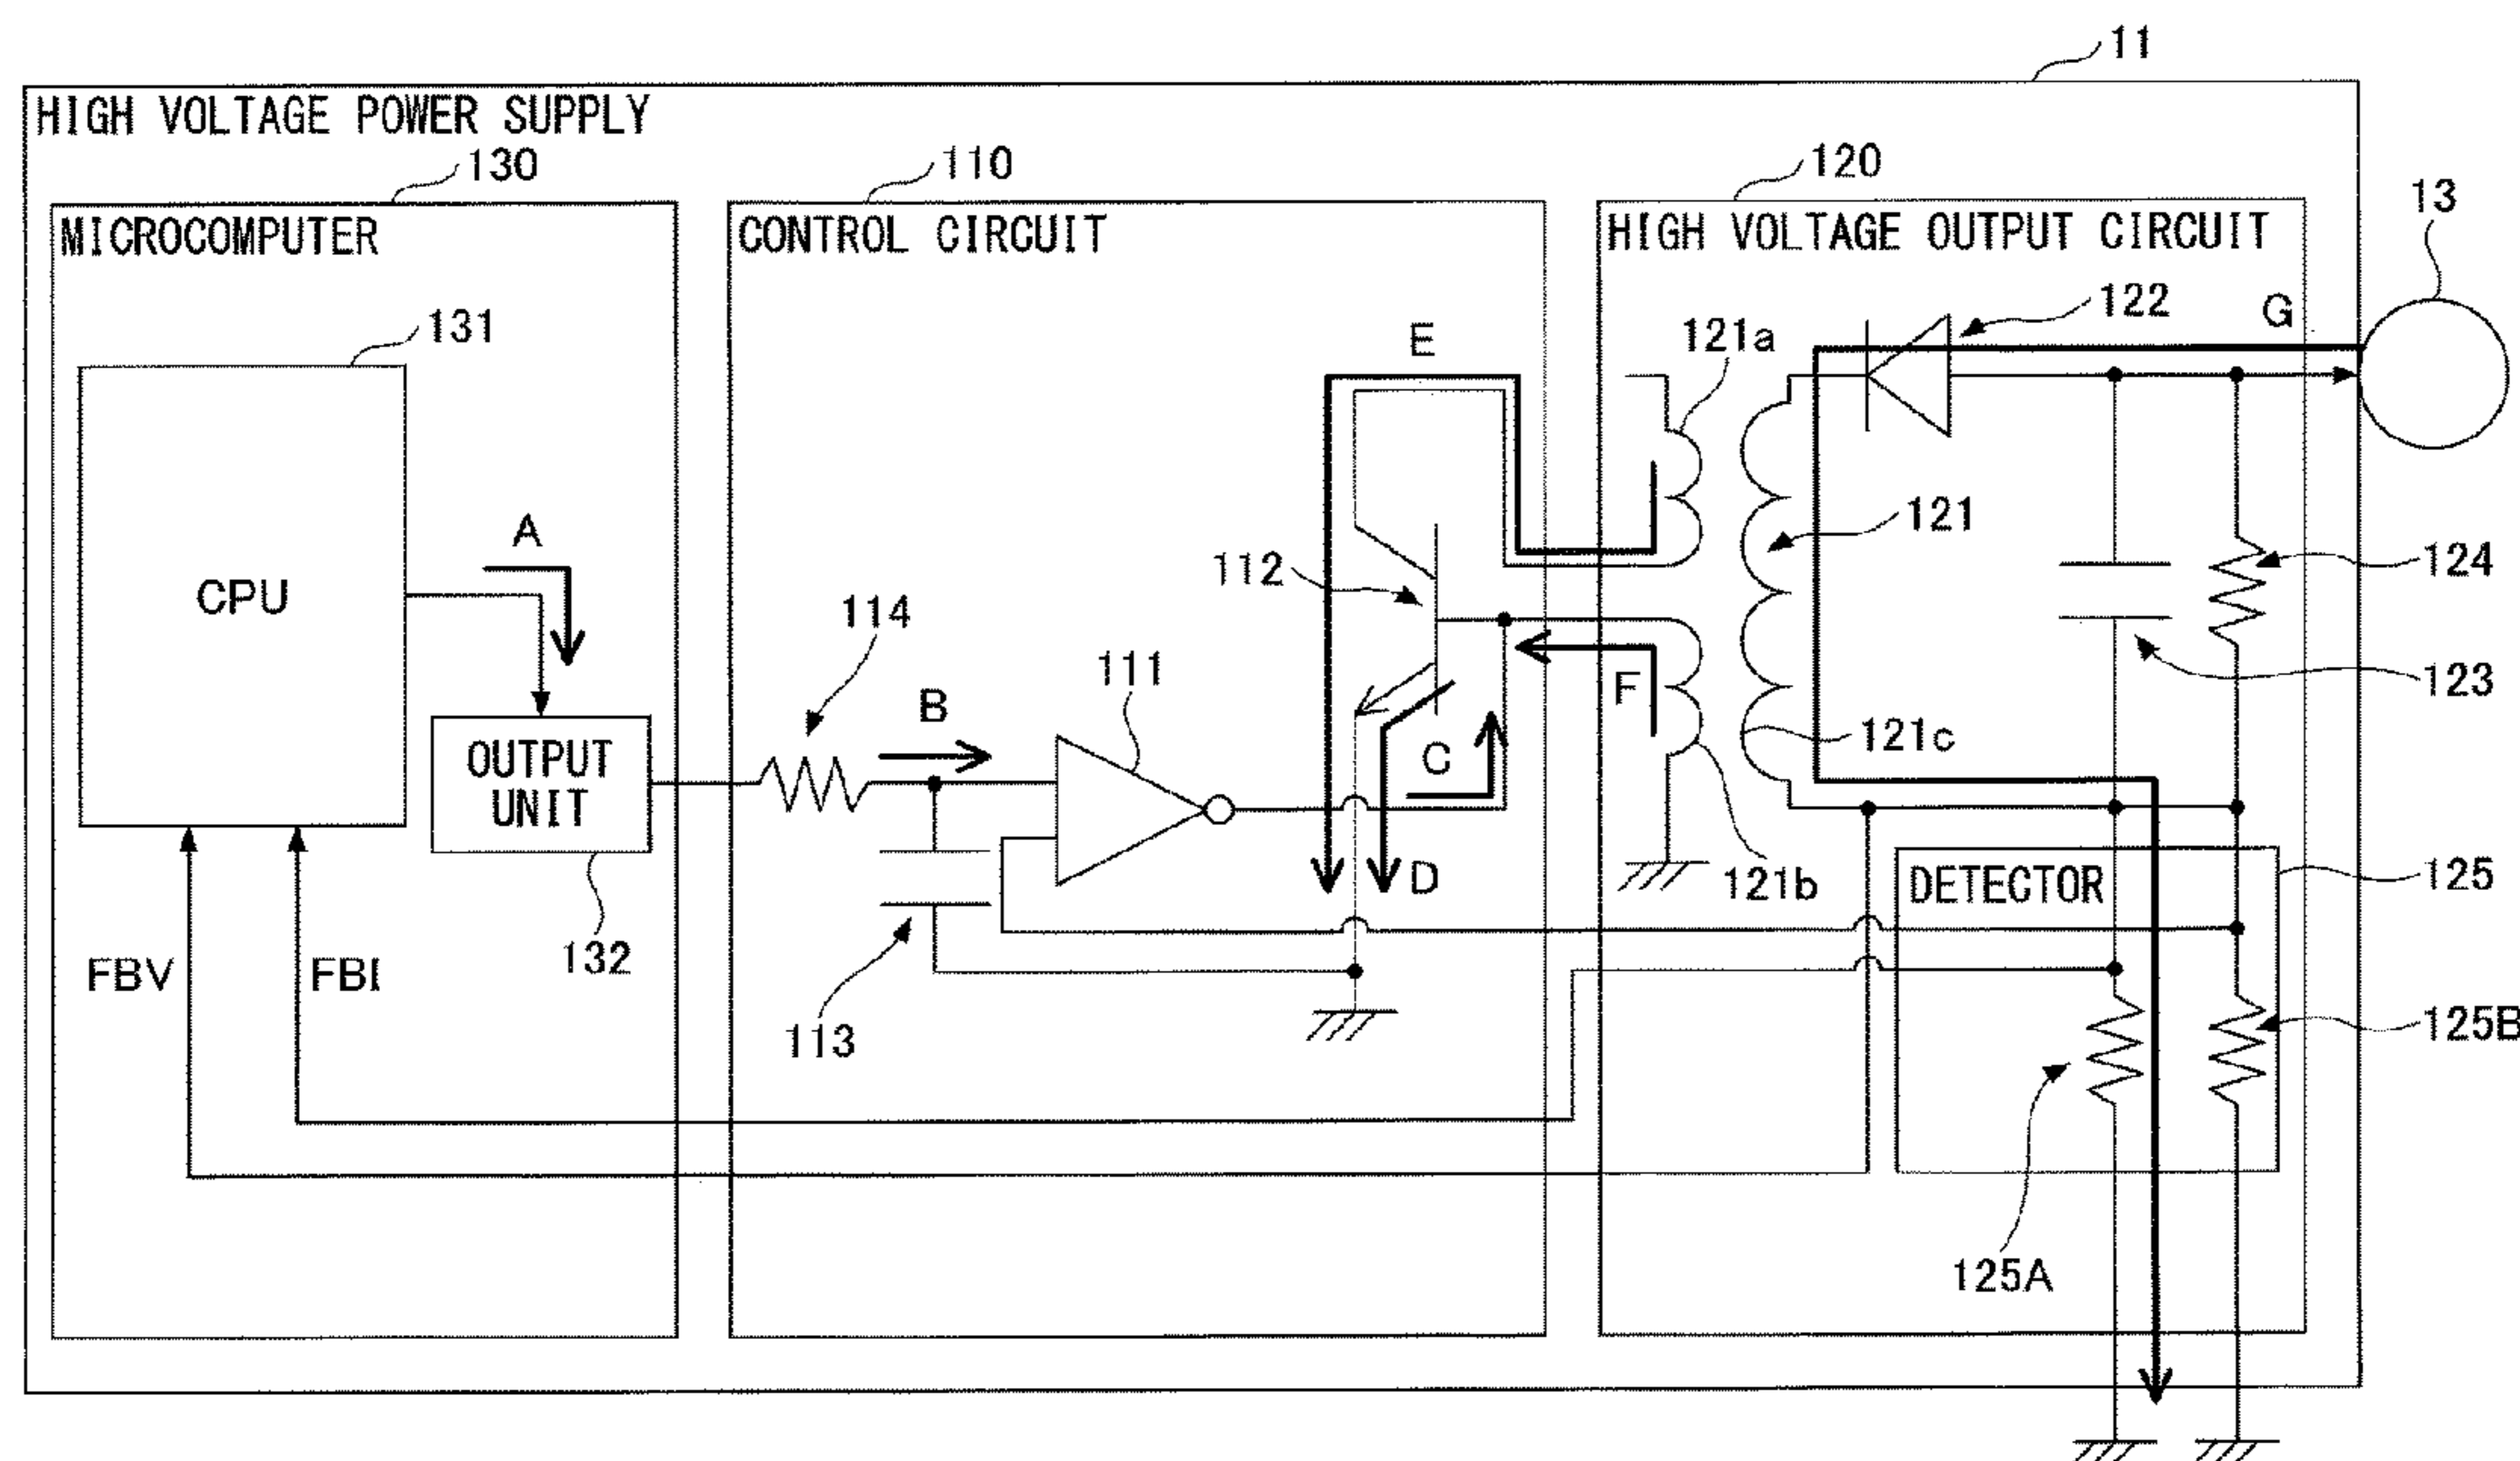 11
HIGH VOLTAGE POWER SUPPLY
130
110
120
13
MICROCOMPUTER
CONTROL CIRCUIT
HIGH VOLTAGE OUTPUT CIRCUIT
131
E
121a
122
G
CPU
A
112
121
124
114
111
B
F
123
OUTPUT
UNIT
C
121c
D
121b
DETECTOR
125
132
FBV
FBI
113
125B
125A